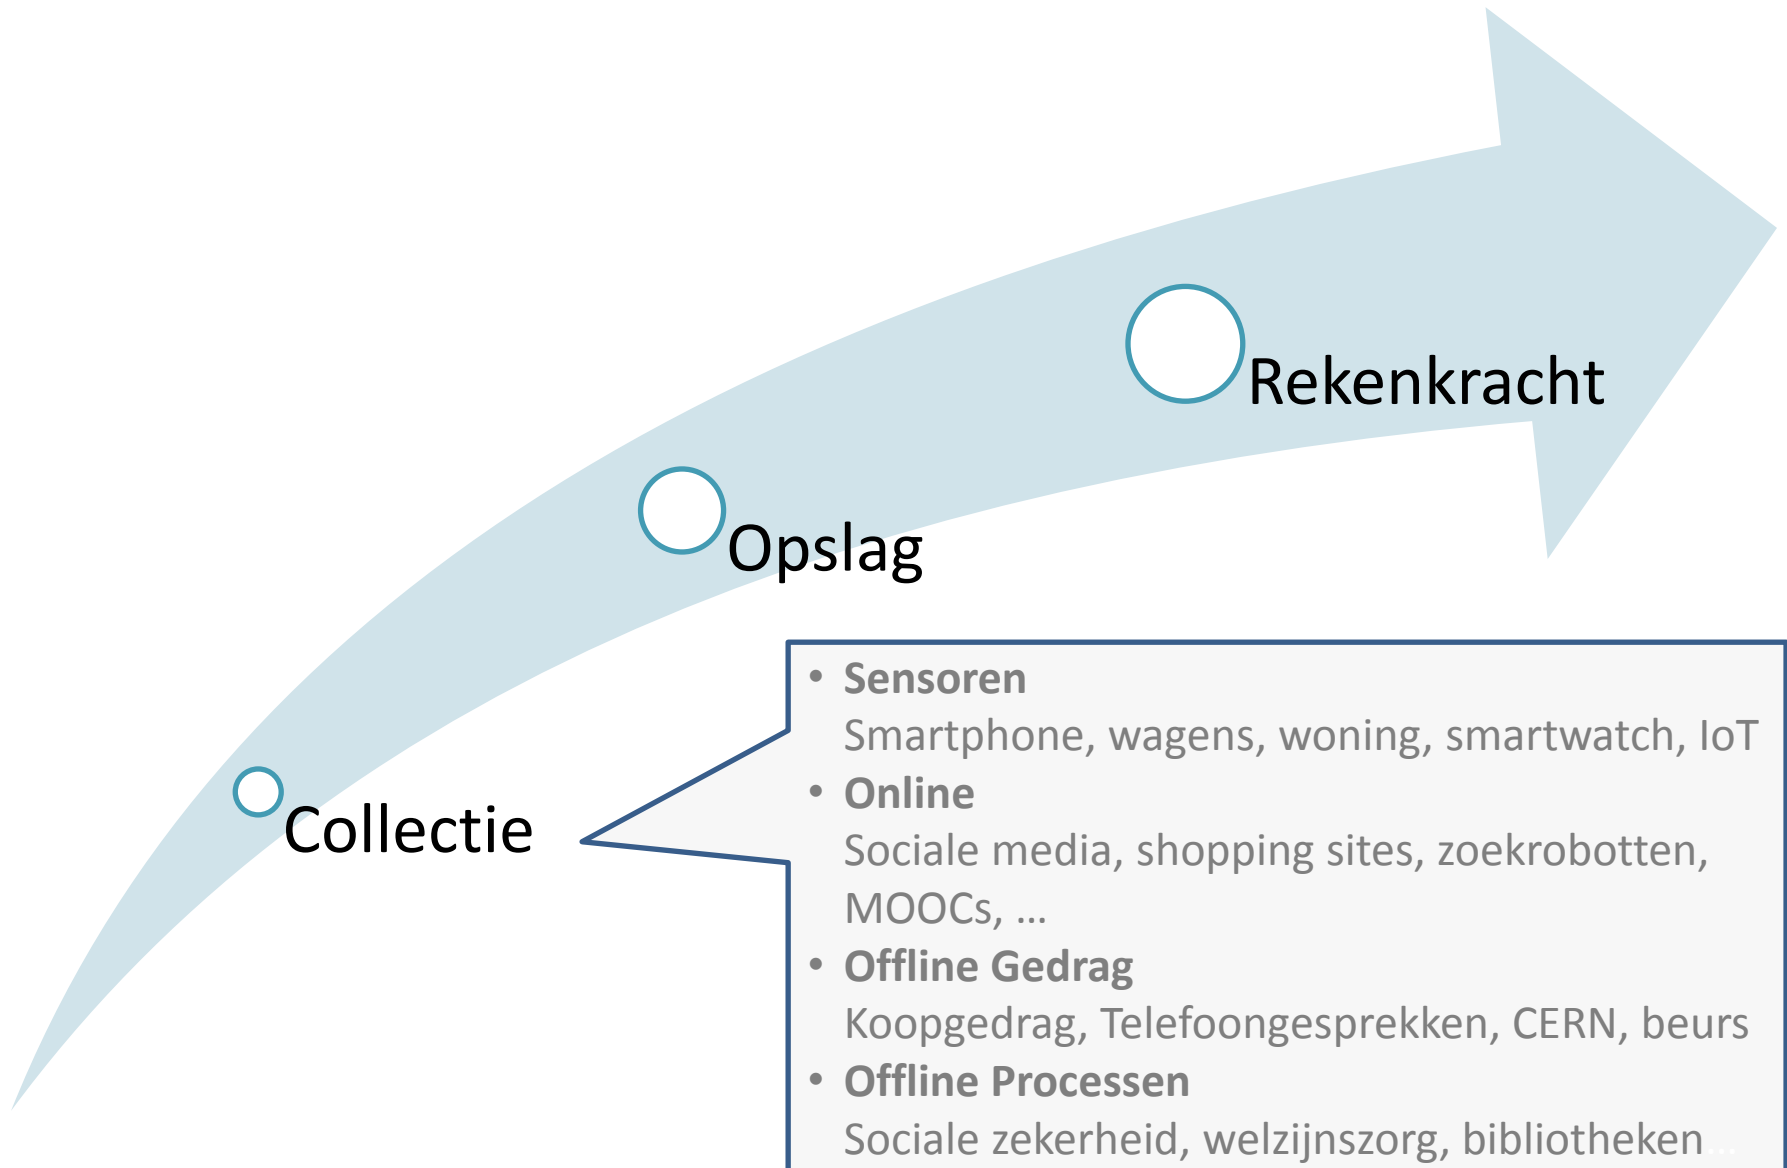 Rekenkracht
Opslag
Collectie
• Sensoren
Smartphone, wagens, woning, smartwatch, IoT
• Online
Sociale media, shopping sites, zoekrobotten,
MOOCs, ...
• Offline Gedrag
Koopgedrag, Telefoongesprekken, CERN, beurs
• Offline Processen
Sociale zekerheid, welzijnszorg, bibliotheken...